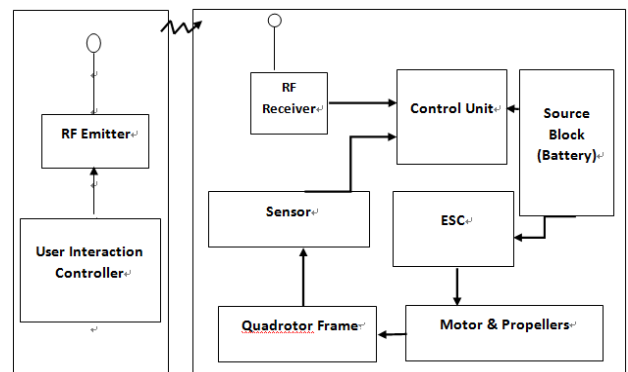 RF Emitter
User Interaction
Controller
RF
Receiver
Control Unit
Source
Block
(Battery)
Sensor
ESC
Quadrotor Frame
Motor & Propellers